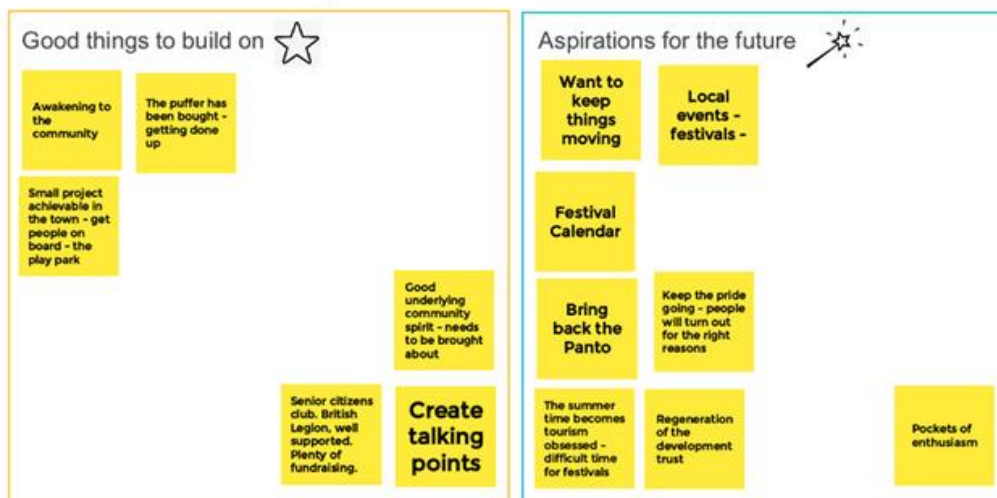 Good things to build on
Awakening to
the
community
The puffer has
been bought -
getting done
up
Small project
achievable in
the town - get
people on
board - the
play park
Good
underlying
community
spirit - needs
to be brought
about
Senior citizens
club. British
Legion, well
supported.
Plenty of
fundraising.
Create
talking
points
Aspirations for the future
Want to
keep
things
moving
Local
events -
festivals -
Festival
Calendar
Bring
back the
Panto
Keep the pride
going - people
will turn out
for the right
reasons
The summer
time becomes
tourism
obsessed -
difficult time
for festivals
Regeneration
of the
development
trust
Pockets of
enthusiasm